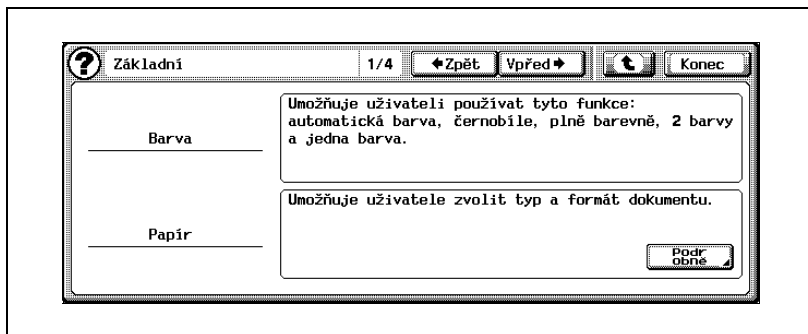 ? Základní 1/4 Zpět Vpřed Konec
Barva
Umožňuje uživateli používat tyto funkce:
automatická barva, černobíle, plně barevně, 2 barvy
a jedna barva.
Papír
Umožňuje uživatele zvolit typ a formát dokumentu.
Podr
obně